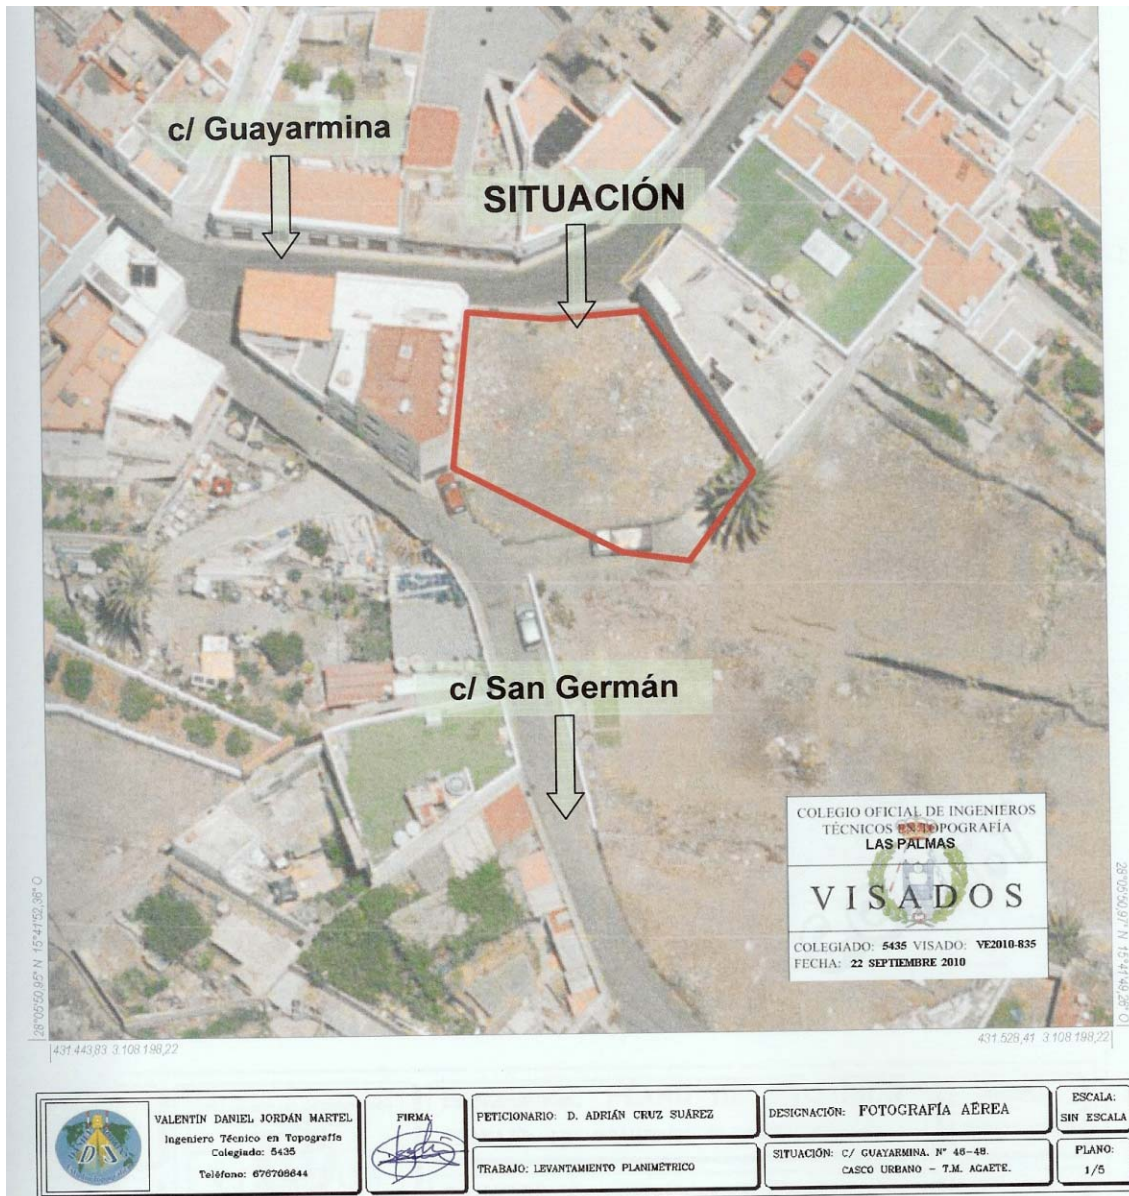 c/ Guayarmina
SITUACIÓN
c/ San Germán
COLEGIO OFICIAL DE INGENIEROS
TÉCNICOS EN TOPOGRAFÍA
LAS PALMAS
VISADOS
COLEGIADO: 5435 VISADO: VE2010-835
FECHA: 22 SEPTIEMBRE 2010
28°05'50,95" N 15°41'52,36" O
28°05'50,97" N 15°41'49,26" O
431.443,83 3.108.198,22
431.528,41 3.108.198,22
VALENTÍN DANIEL JORDÁN MARTEL
Ingeniero Técnico en Topografía
Colegiado: 5435
Teléfono: 676708644
FIRMA:
PETICIONARIO: D. ADRIÁN CRUZ SUÁREZ
TRABAJO: LEVANTAMIENTO PLANIMÉTRICO
DESIGNACIÓN: FOTOGRAFÍA AÉREA
SITUACIÓN: C/ GUAYARMINA. Nº 46-48.
CASCO URBANO - T.M. AGAETE.
ESCALA:
SIN ESCALA
PLANO:
1/5